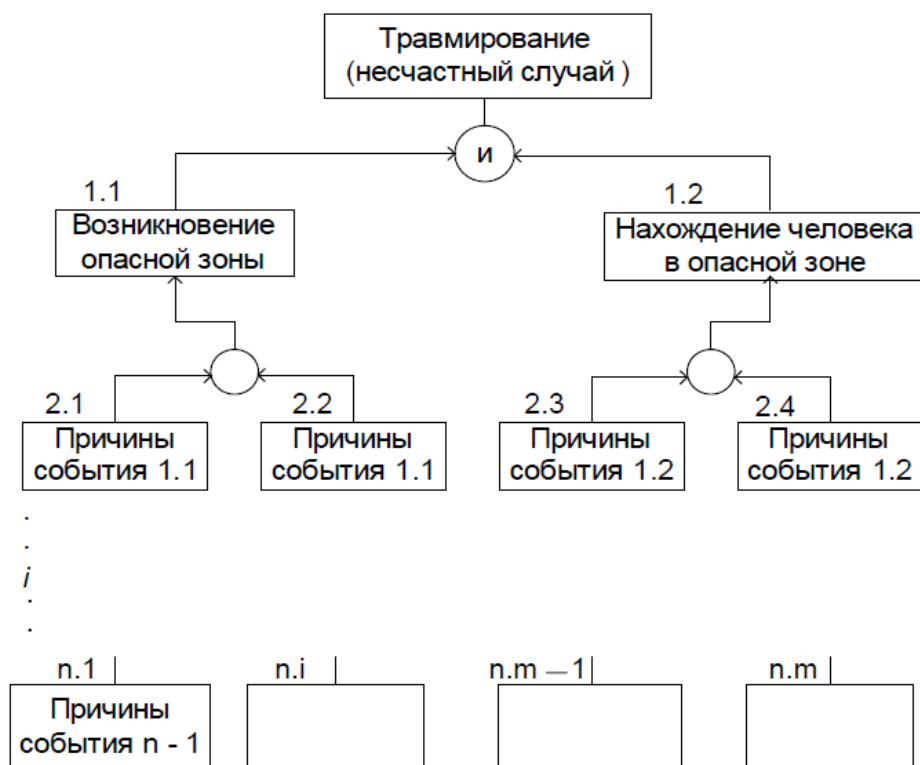 Травмирование
(несчастный случай )
и
1.1
1.2
Возникновение
опасной зоны
Нахождение человека
в опасной зоне
2.1
2.2
2.3
2.4
Причины
события 1.1
Причины
события 1.1
Причины
события 1.2
Причины
события 1.2
.
.
i
.
.
n.1
n.i
n.m – 1
n.m
Причины
события n - 1